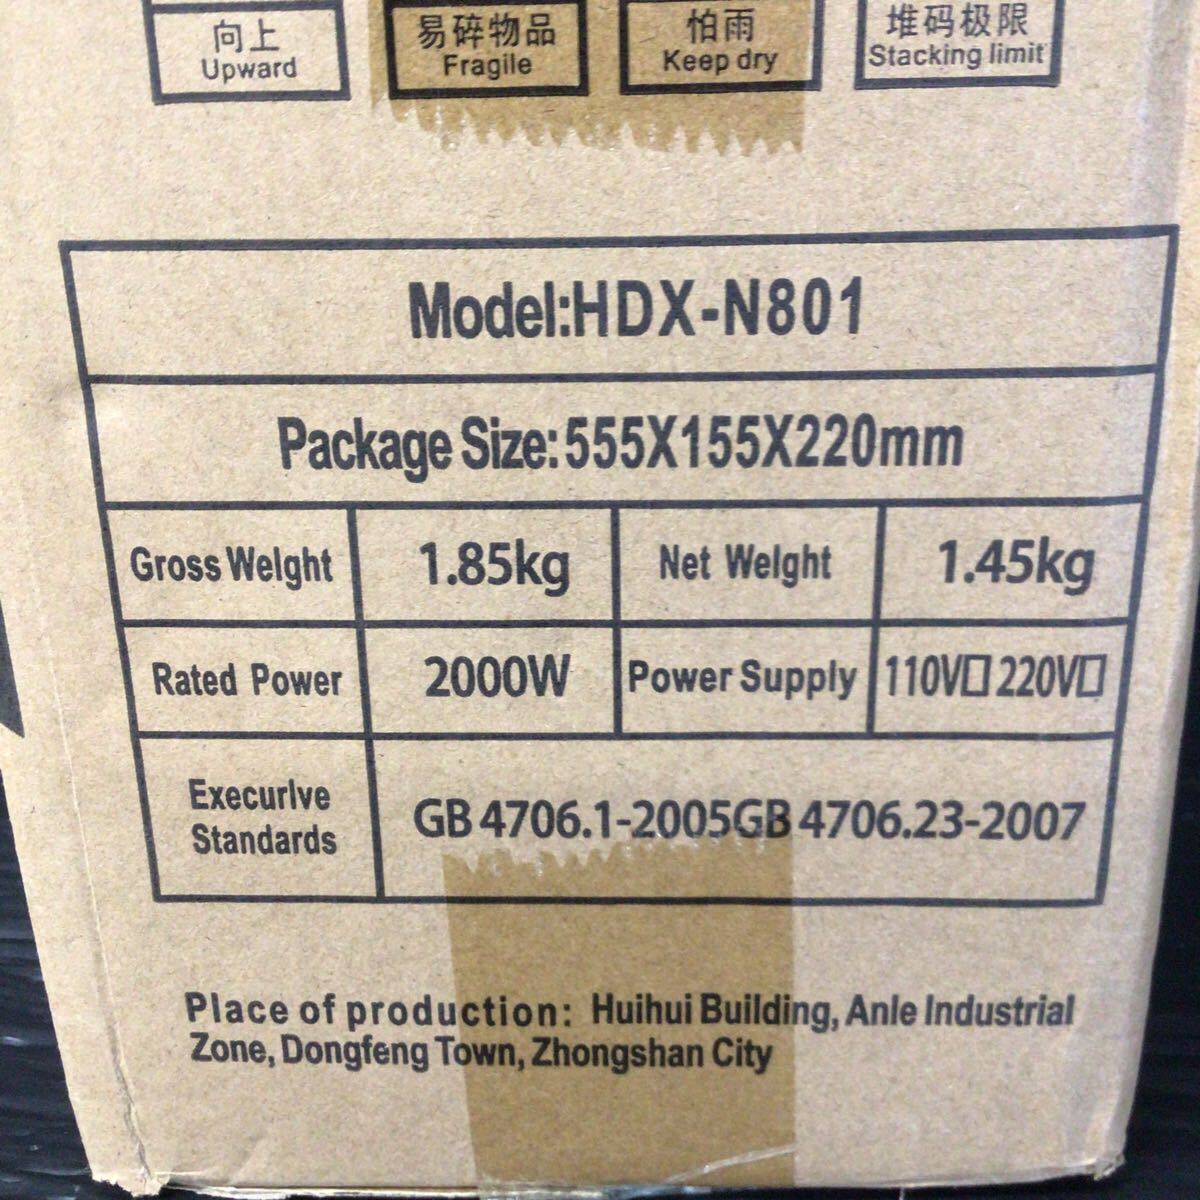 向上
Upward
易碎物品
Fragile
怕雨
Keep dry
堆码极限
Stacking limit
Model:HDX-N801
Package Size:555X155X220mm
Gross Welght 1.85kg Net Welght 1.45kg
Rated Power 2000W Power Supply 110V□ 220V□
Execurlve
Standards
GB 4706.1-2005GB 4706.23-2007
Place of production: Huihui Building, Anle Industrial
Zone, Dongfeng Town, Zhongshan City